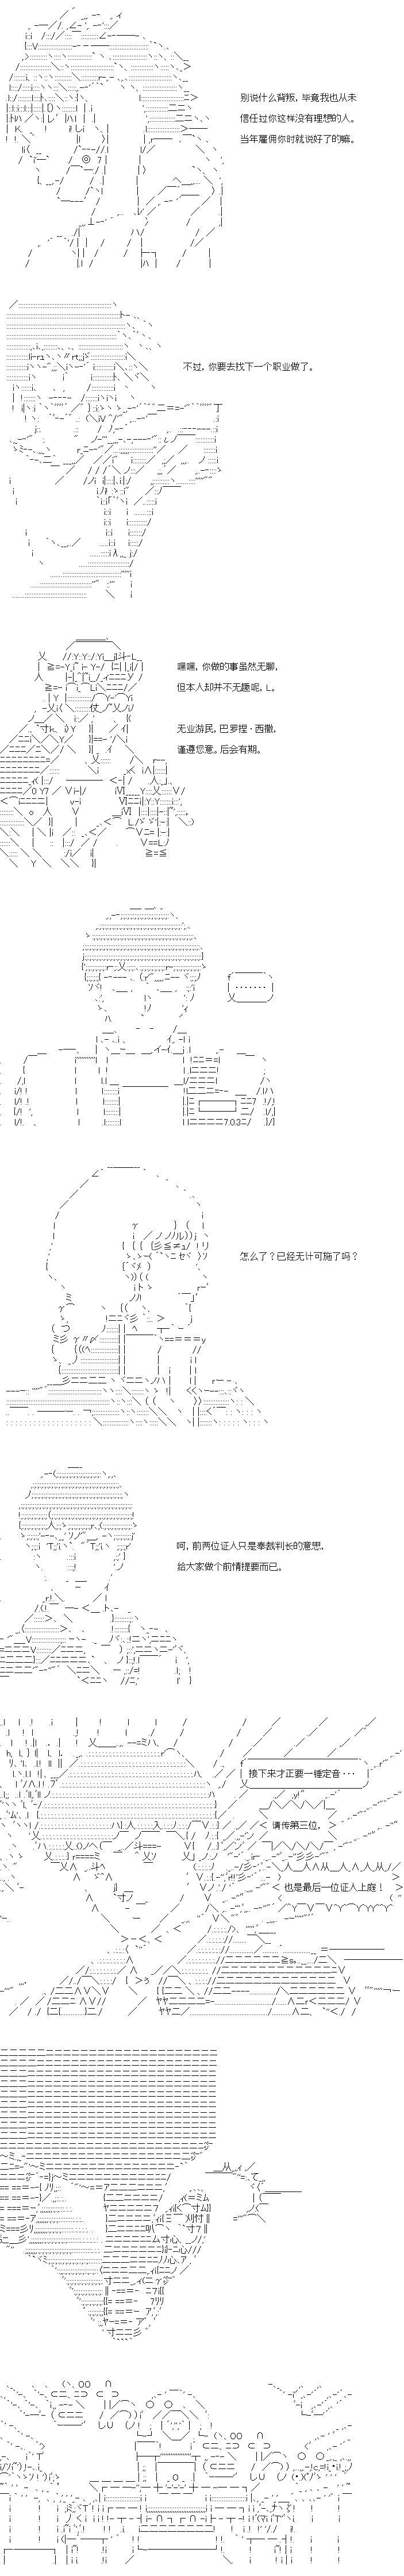 别说什么背叛，毕竟我也从未
信任过你这样没有理想的人。
当年雇佣你时就说好了的嘛。
不过，你要去找下一个职业做了。
嘿嘿，你做的事虽然无聊，
但本人却并不无趣呢，L。
无业游民，巴罗捏·西撒，
谨遵您意。后会有期。
·······
怎么了？已经无计可施了吗？
呵，前两位证人只是奉裁判长的意思，
给大家做个前情提要而已。
接下来才正要一锤定音···
请传第三位，
也是最后一位证人上庭！